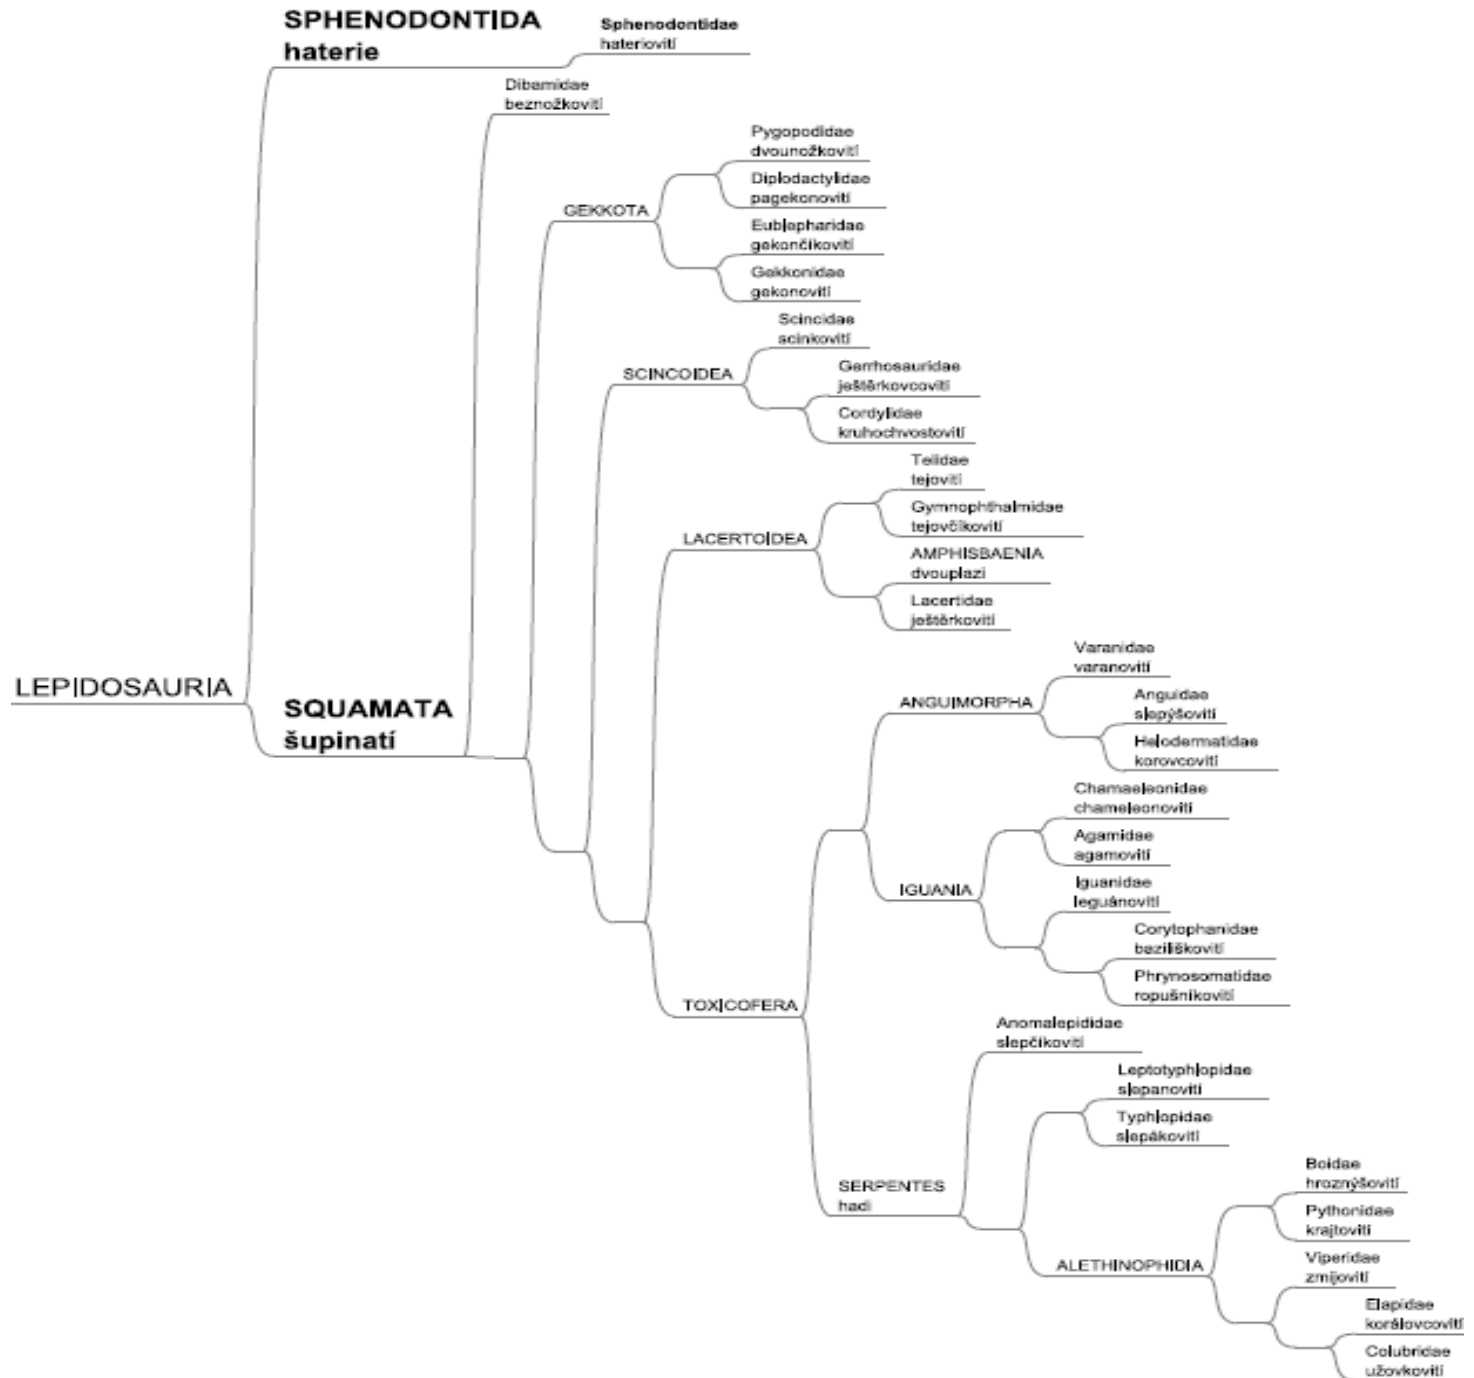 SPHENODONTIDA
haterie
Sphenodontidae
hateriovití
Dibamidae
beznožkovití
Pygopodidae
dvounožkovití
Diplodactylidae
pagekonovití
GEKKOTA
Eublepharidae
gekončíkovití
Gekkonidae
gekonovití
Scincidae
scinkovití
SCINCOIDEA
Gerrhosauridae
ještěrkovcovití
Cordylidae
kruhochvostovití
Teiidae
tejovití
Gymnophthalmidae
tejovčíkovití
LACERTOIDEA
AMPHISBAENIA
dvouplazi
Lacertidae
ještěrkovití
LEPIDOSAURIA
SQUAMATA
šupinatí
Varanidae
varanovití
ANGUIMORPHA
Anguidae
slepýšovití
Helodermatidae
korovcovití
Chamaeleonidae
chameleonovití
Agamidae
agamovití
IGUANIA
Iguanidae
leguánovití
Corytophanidae
baziliškovití
Phrynosomatidae
ropušníkovití
TOXICOFERA
Anomalepididae
slepčíkovití
Leptotyphlopidae
slepanovití
Typhlopidae
slepákovití
SERPENTES
hadi
Boidae
hroznýšovití
Pythonidae
krajtovití
ALETHINOPHIDIA
Viperidae
zmijovití
Elapidae
korálovcovití
Colubridae
užovkovití